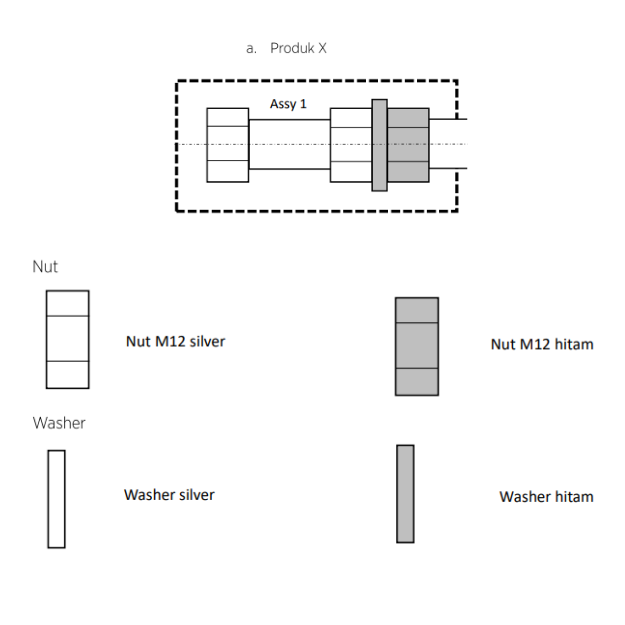 a. Produk X
Assy 1
Nut
Nut M12 silver
Nut M12 hitam
Washer
Washer silver
Washer hitam